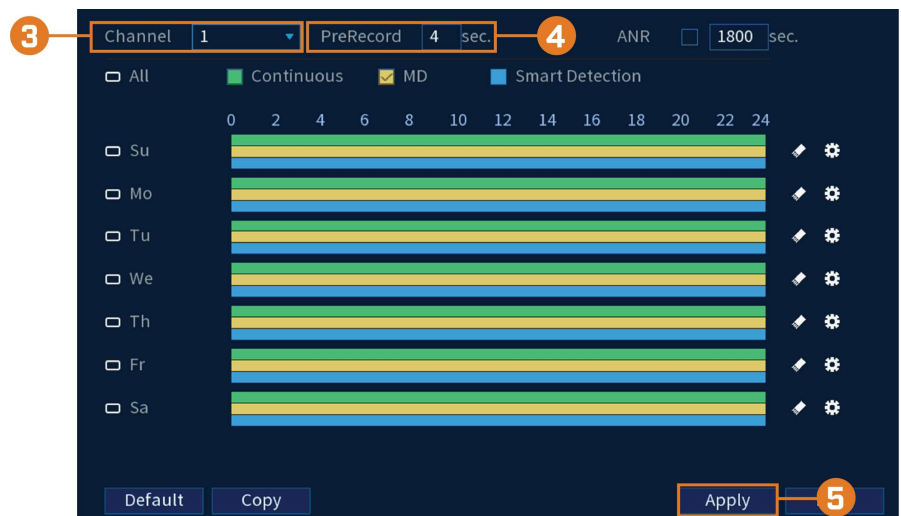 3 Channel 1 PreRecord 4 sec. 4 ANR 1800 sec.
All Continuous MD Smart Detection
0 2 4 6 8 10 12 14 16 18 20 22 24
Su
Mo
Tu
We
Th
Fr
Sa
Default Copy Apply 5